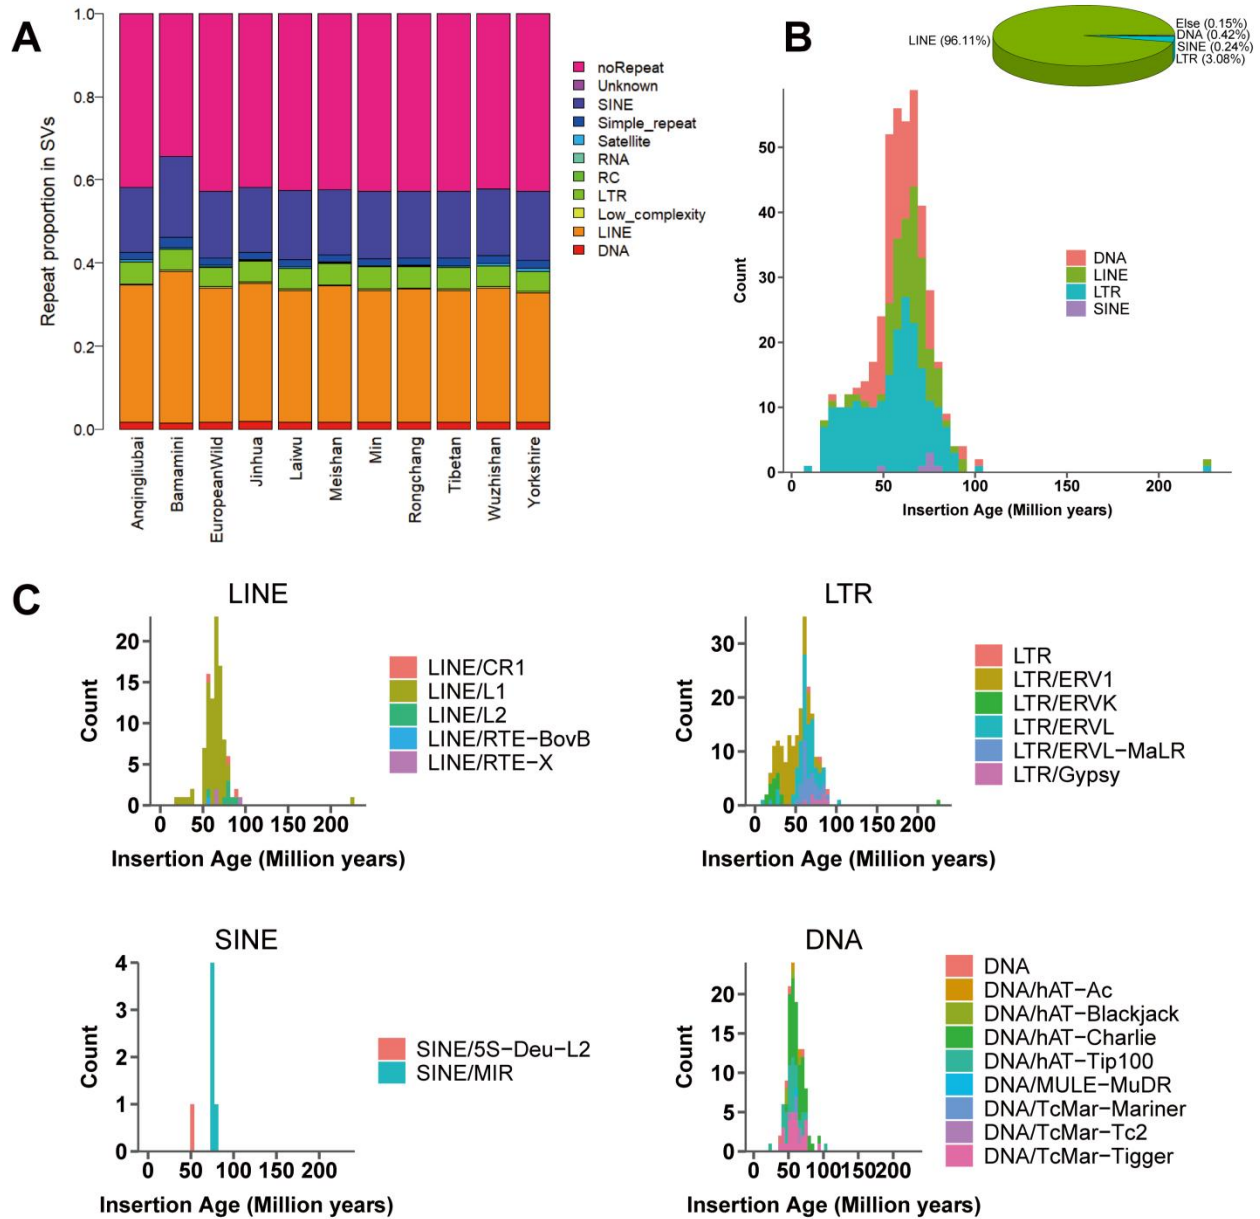 A
1.0
0.8
0.6
0.4
0.2
0.0
Repeat proportion in SVs
Anqingliubai
Bamamini
EuropeanWild
Jinhua
Laiwu
Meishan
Min
Rongchang
Tibetan
Wuzhishan
Yorkshire
noRepeat
Unknown
SINE
Simple_repeat
Satellite
RNA
RC
LTR
Low_complexity
LINE
DNA
B
LINE (96.11%)
Else (0.15%)
DNA (0.42%)
SINE (0.24%)
LTR (3.08%)
50
40
30
20
10
0
Count
0 50 100 150 200
Insertion Age (Million years)
DNA
LINE
LTR
SINE
C
LINE
20
15
10
5
0
Count
0 50 100 150 200
Insertion Age (Million years)
LINE/CR1
LINE/L1
LINE/L2
LINE/RTE−BovB
LINE/RTE−X
LTR
30
20
10
0
Count
0 50 100 150 200
Insertion Age (Million years)
LTR
LTR/ERV1
LTR/ERVK
LTR/ERVL
LTR/ERVL−MaLR
LTR/Gypsy
SINE
4
3
2
1
0
Count
0 50 100 150 200
Insertion Age (Million years)
SINE/5S−Deu−L2
SINE/MIR
DNA
20
15
10
5
0
Count
0 50 100 150 200
Insertion Age (Million years)
DNA
DNA/hAT−Ac
DNA/hAT−Blackjack
DNA/hAT−Charlie
DNA/hAT−Tip100
DNA/MULE−MuDR
DNA/TcMar−Mariner
DNA/TcMar−Tc2
DNA/TcMar−Tigger